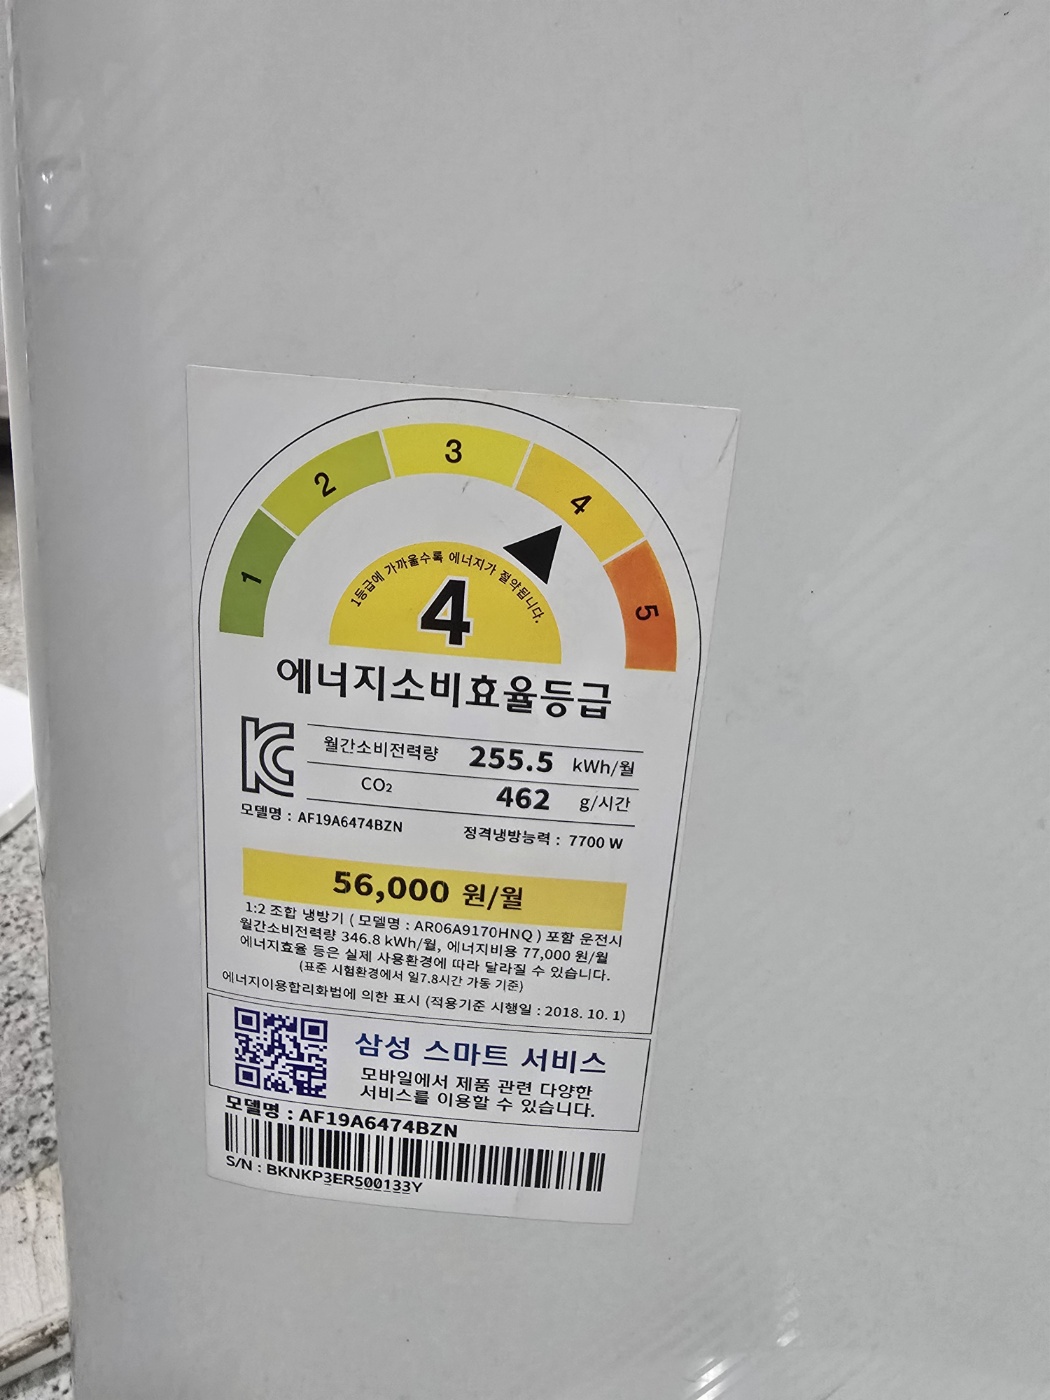 1
2
3
4
5
1등급에 가까울수록 에너지가 절약됩니다.
4
에너지소비효율등급
월간소비전력량 255.5 kWh/월
CO₂ 462 g/시간
모델명 : AF19A6474BZN 정격냉방능력 : 7700 W
56,000 원/월
1:2 조합 냉방기 ( 모델명 : AR06A9170HNQ ) 포함 운전시
월간소비전력량 346.8 kWh/월, 에너지비용 77,000 원/월
에너지효율 등은 실제 사용환경에 따라 달라질 수 있습니다.
(표준 시험환경에서 일7.8시간 가동 기준)
에너지이용합리화법에 의한 표시 (적용기준 시행일 : 2018. 10. 1)
삼성 스마트 서비스
모바일에서 제품 관련 다양한
서비스를 이용할 수 있습니다.
모델명 : AF19A6474BZN
S/N : BKNKP3ER500133Y